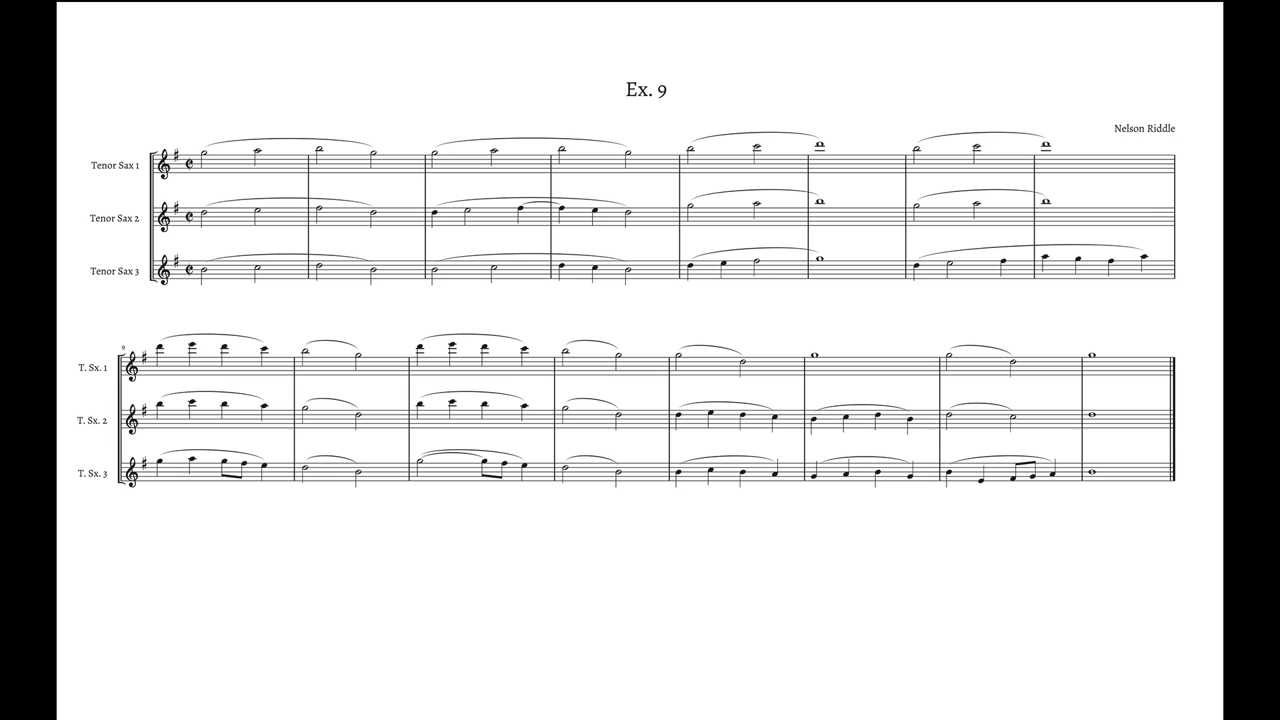 Ex. 9
Nelson Riddle
Tenor Sax 1
Tenor Sax 2
Tenor Sax 3
9
T. Sx. 1
T. Sx. 2
T. Sx. 3